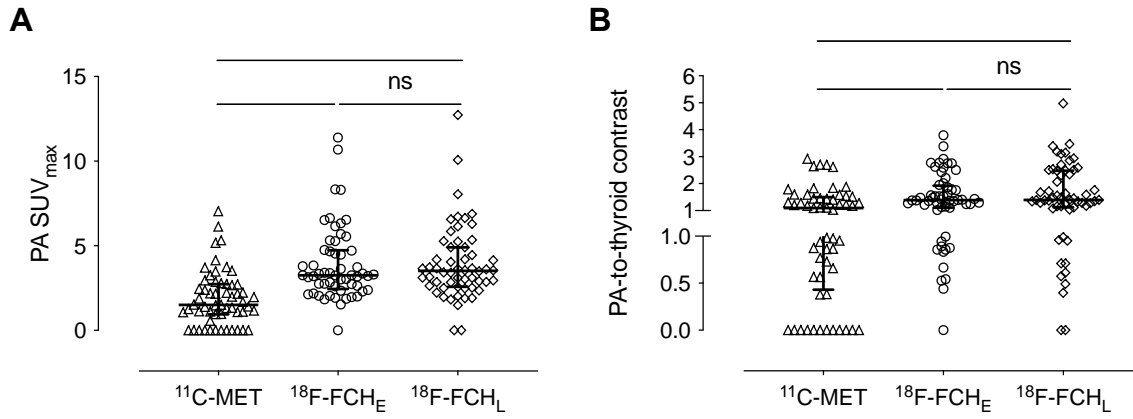 A
PA SUVmax
15
10
5
0
ns
¹¹C-MET
¹⁸F-FCHE
¹⁸F-FCHL
B
PA-to-thyroid contrast
6
5
4
3
2
1
1.0
0.5
0.0
ns
¹¹C-MET
¹⁸F-FCHE
¹⁸F-FCHL